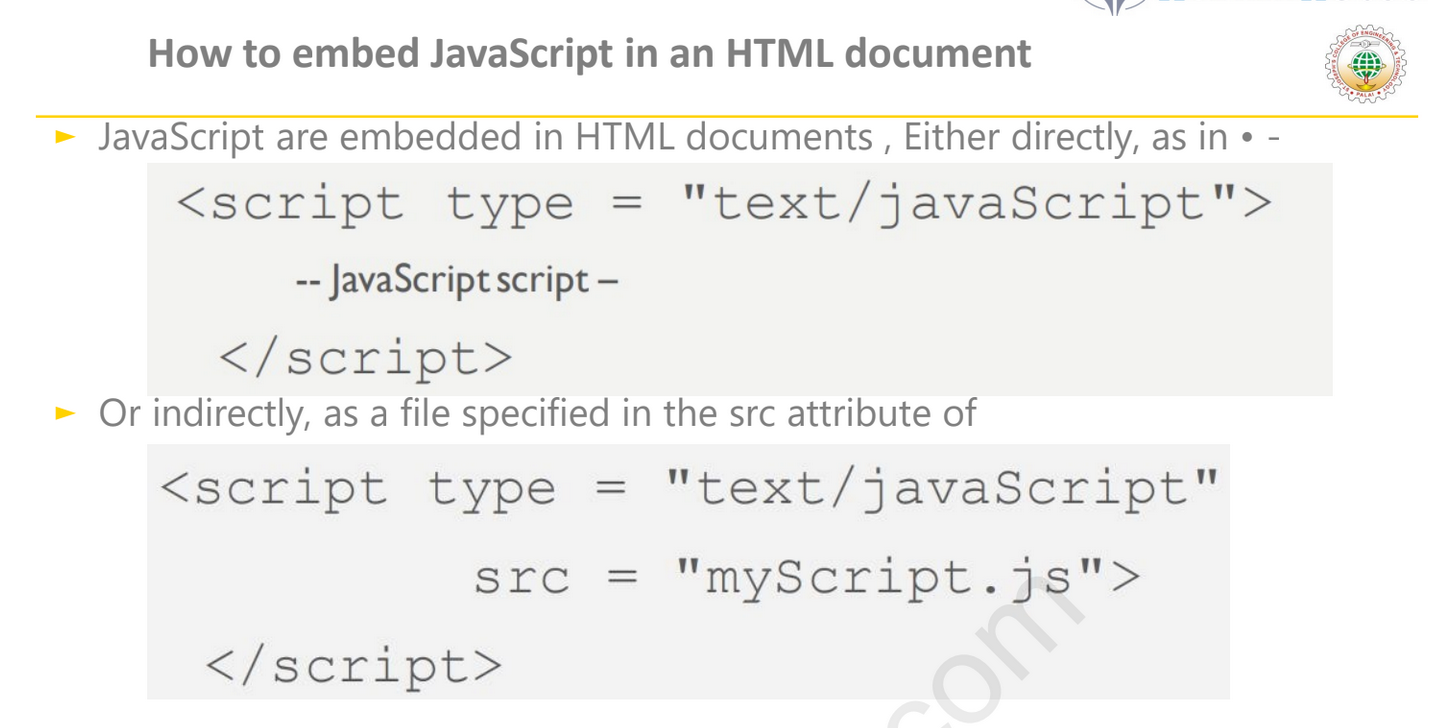 How to embed JavaScript in an HTML document
► JavaScript are embedded in HTML documents , Either directly, as in • -
<script type = "text/javaScript">
-- JavaScript script –
</script>
► Or indirectly, as a file specified in the src attribute of
<script type = "text/javaScript"
src = "myScript.js">
</script>
com